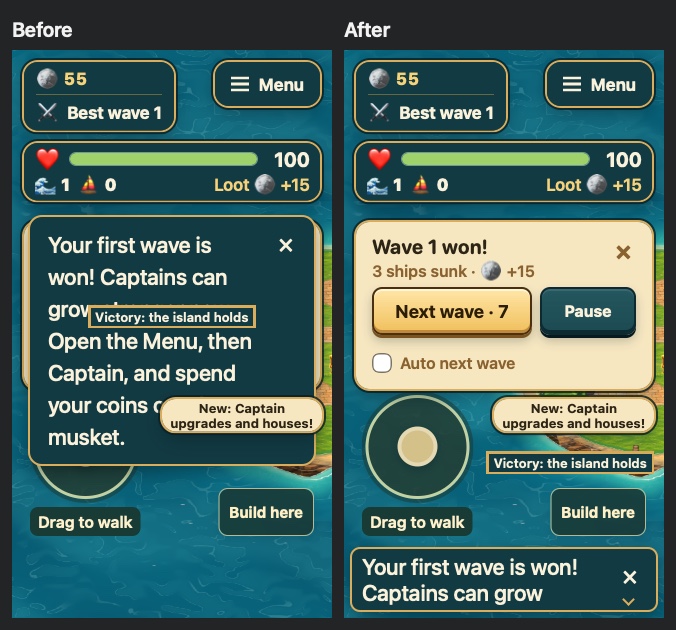 Before
55
Menu
Best wave 1
100
1 0 Loot +15
Your first wave is
won! Captains can
grow
Victory: the island holds
Open the Menu, then
Captain, and spend
your coins
New: Captain
upgrades and houses!
musket.
Build here
Drag to walk
After
55
Menu
Best wave 1
100
1 0 Loot +15
Wave 1 won!
3 ships sunk · +15
Next wave · 7
Pause
Auto next wave
New: Captain
upgrades and houses!
Victory: the island holds
Build here
Drag to walk
Your first wave is won!
Captains can grow